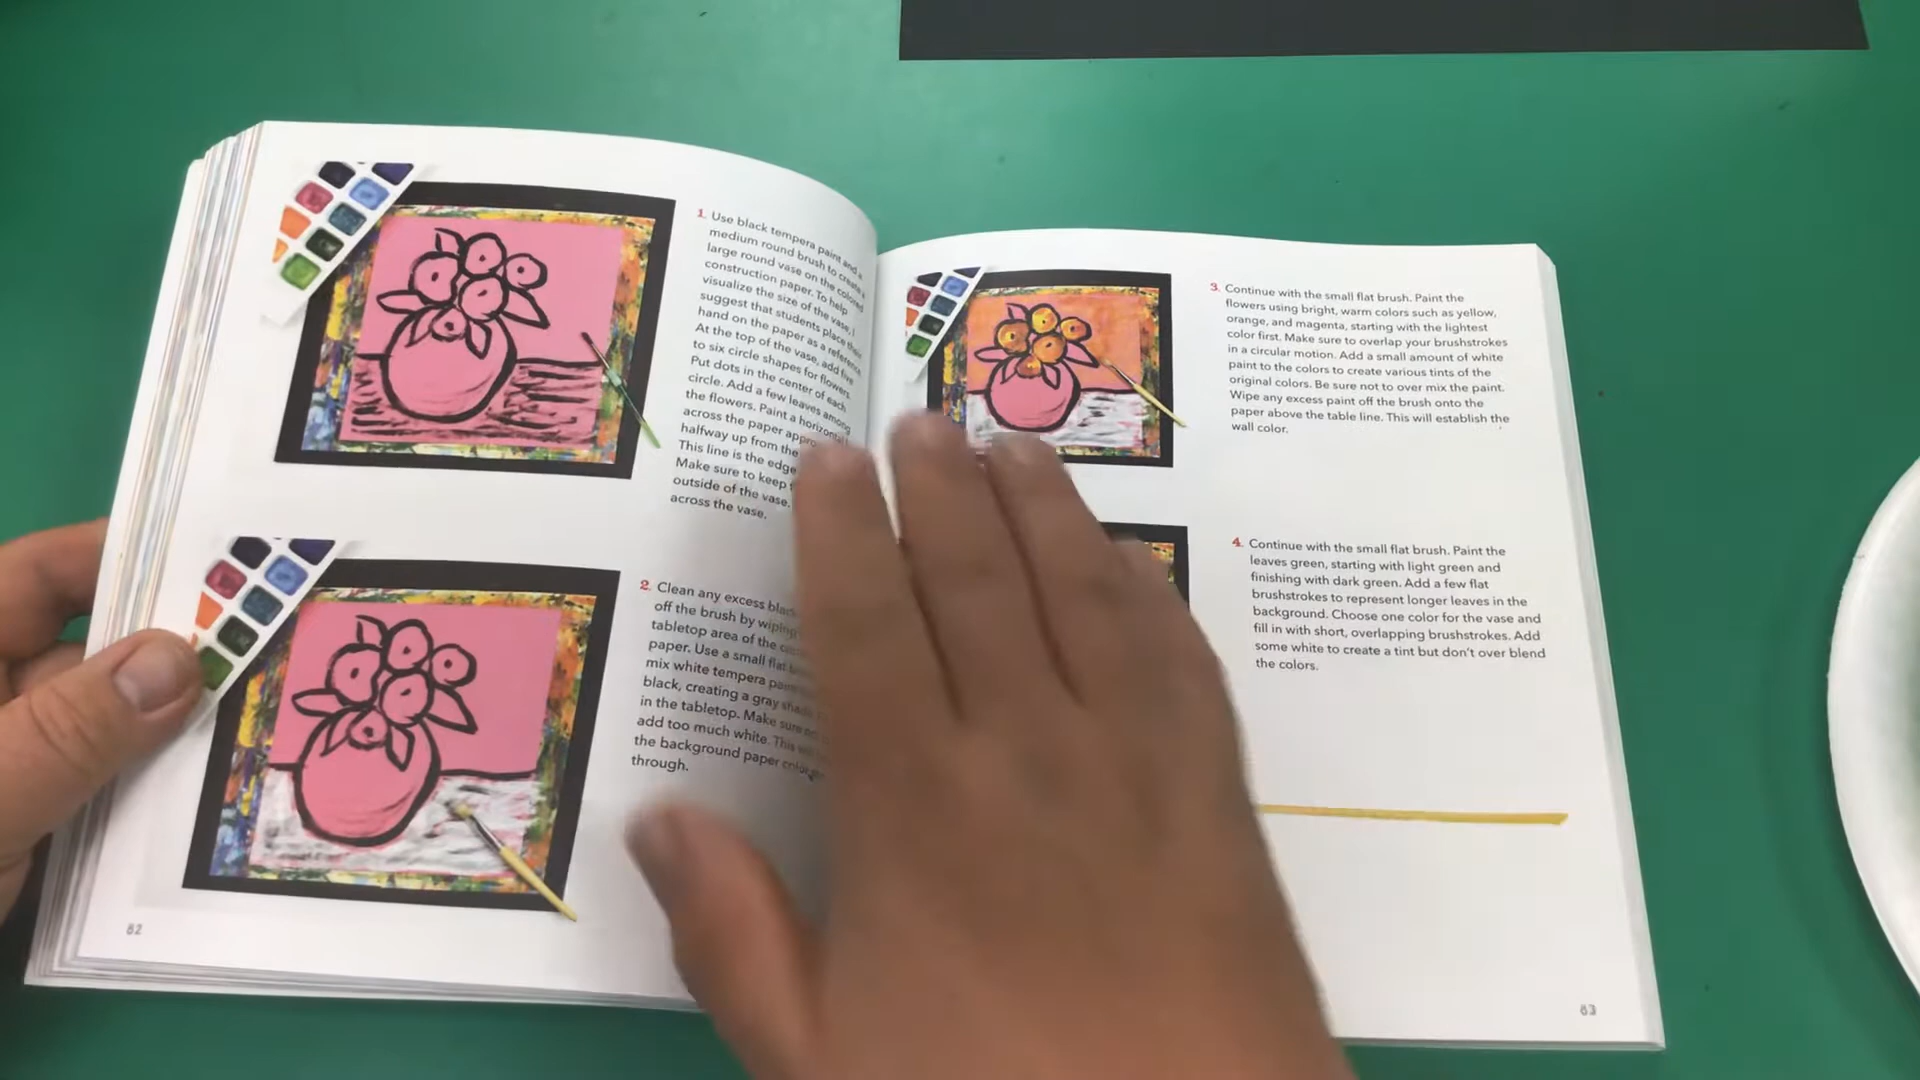 1. Use black tempera paint and a
medium round brush to create a
large round vase on the colored
construction paper. To help
visualize the size of the vase, I
suggest that students place their
hand on the paper as a reference.
At the top of the vase, add five
to six circle shapes for flowers.
Put dots in the center of each
circle. Add a few leaves among
the flowers. Paint a horizontal
across the paper
halfway up from the
This line is the edge
Make sure to keep
outside of the vase.
across the vase.
2. Clean any excess
off the brush by wiping
tabletop area of the
paper. Use a small flat
mix white tempera
black, creating a gray
in the tabletop. Make sure
add too much white. This
the background paper color
through.
82
3. Continue with the small flat brush. Paint the
flowers using bright, warm colors such as yellow,
orange, and magenta, starting with the lightest
color first. Make sure to overlap your brushstrokes
in a circular motion. Add a small amount of white
paint to the colors to create various tints of the
original colors. Be sure not to over mix the paint.
Wipe any excess paint off the brush onto the
paper above the table line. This will establish the
wall color.
4. Continue with the small flat brush. Paint the
leaves green, starting with light green and
finishing with dark green. Add a few flat
brushstrokes to represent longer leaves in the
background. Choose one color for the vase and
fill in with short, overlapping brushstrokes. Add
some white to create a tint but don't over blend
the colors.
83